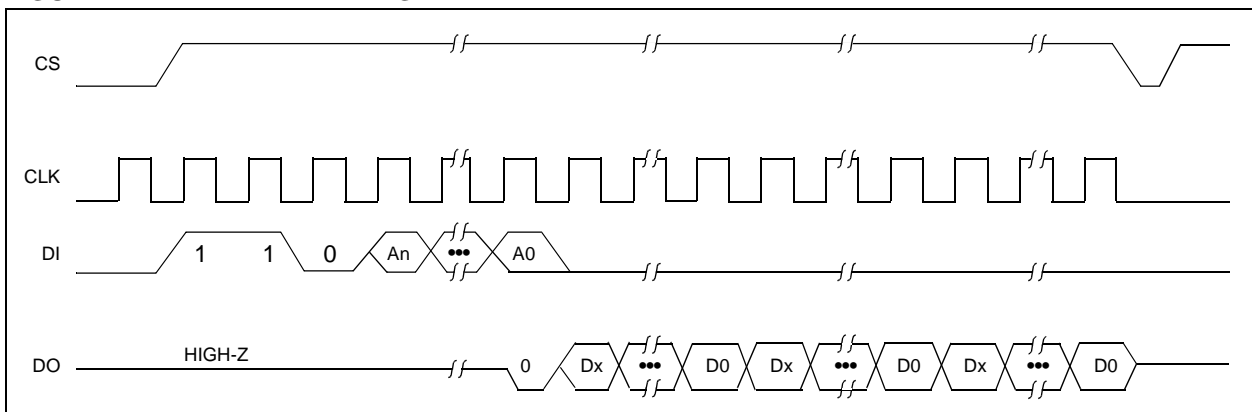 CS
CLK
DI 1 1 0 An ••• A0
HIGH-Z
DO 0 Dx ••• D0 Dx ••• D0 Dx ••• D0